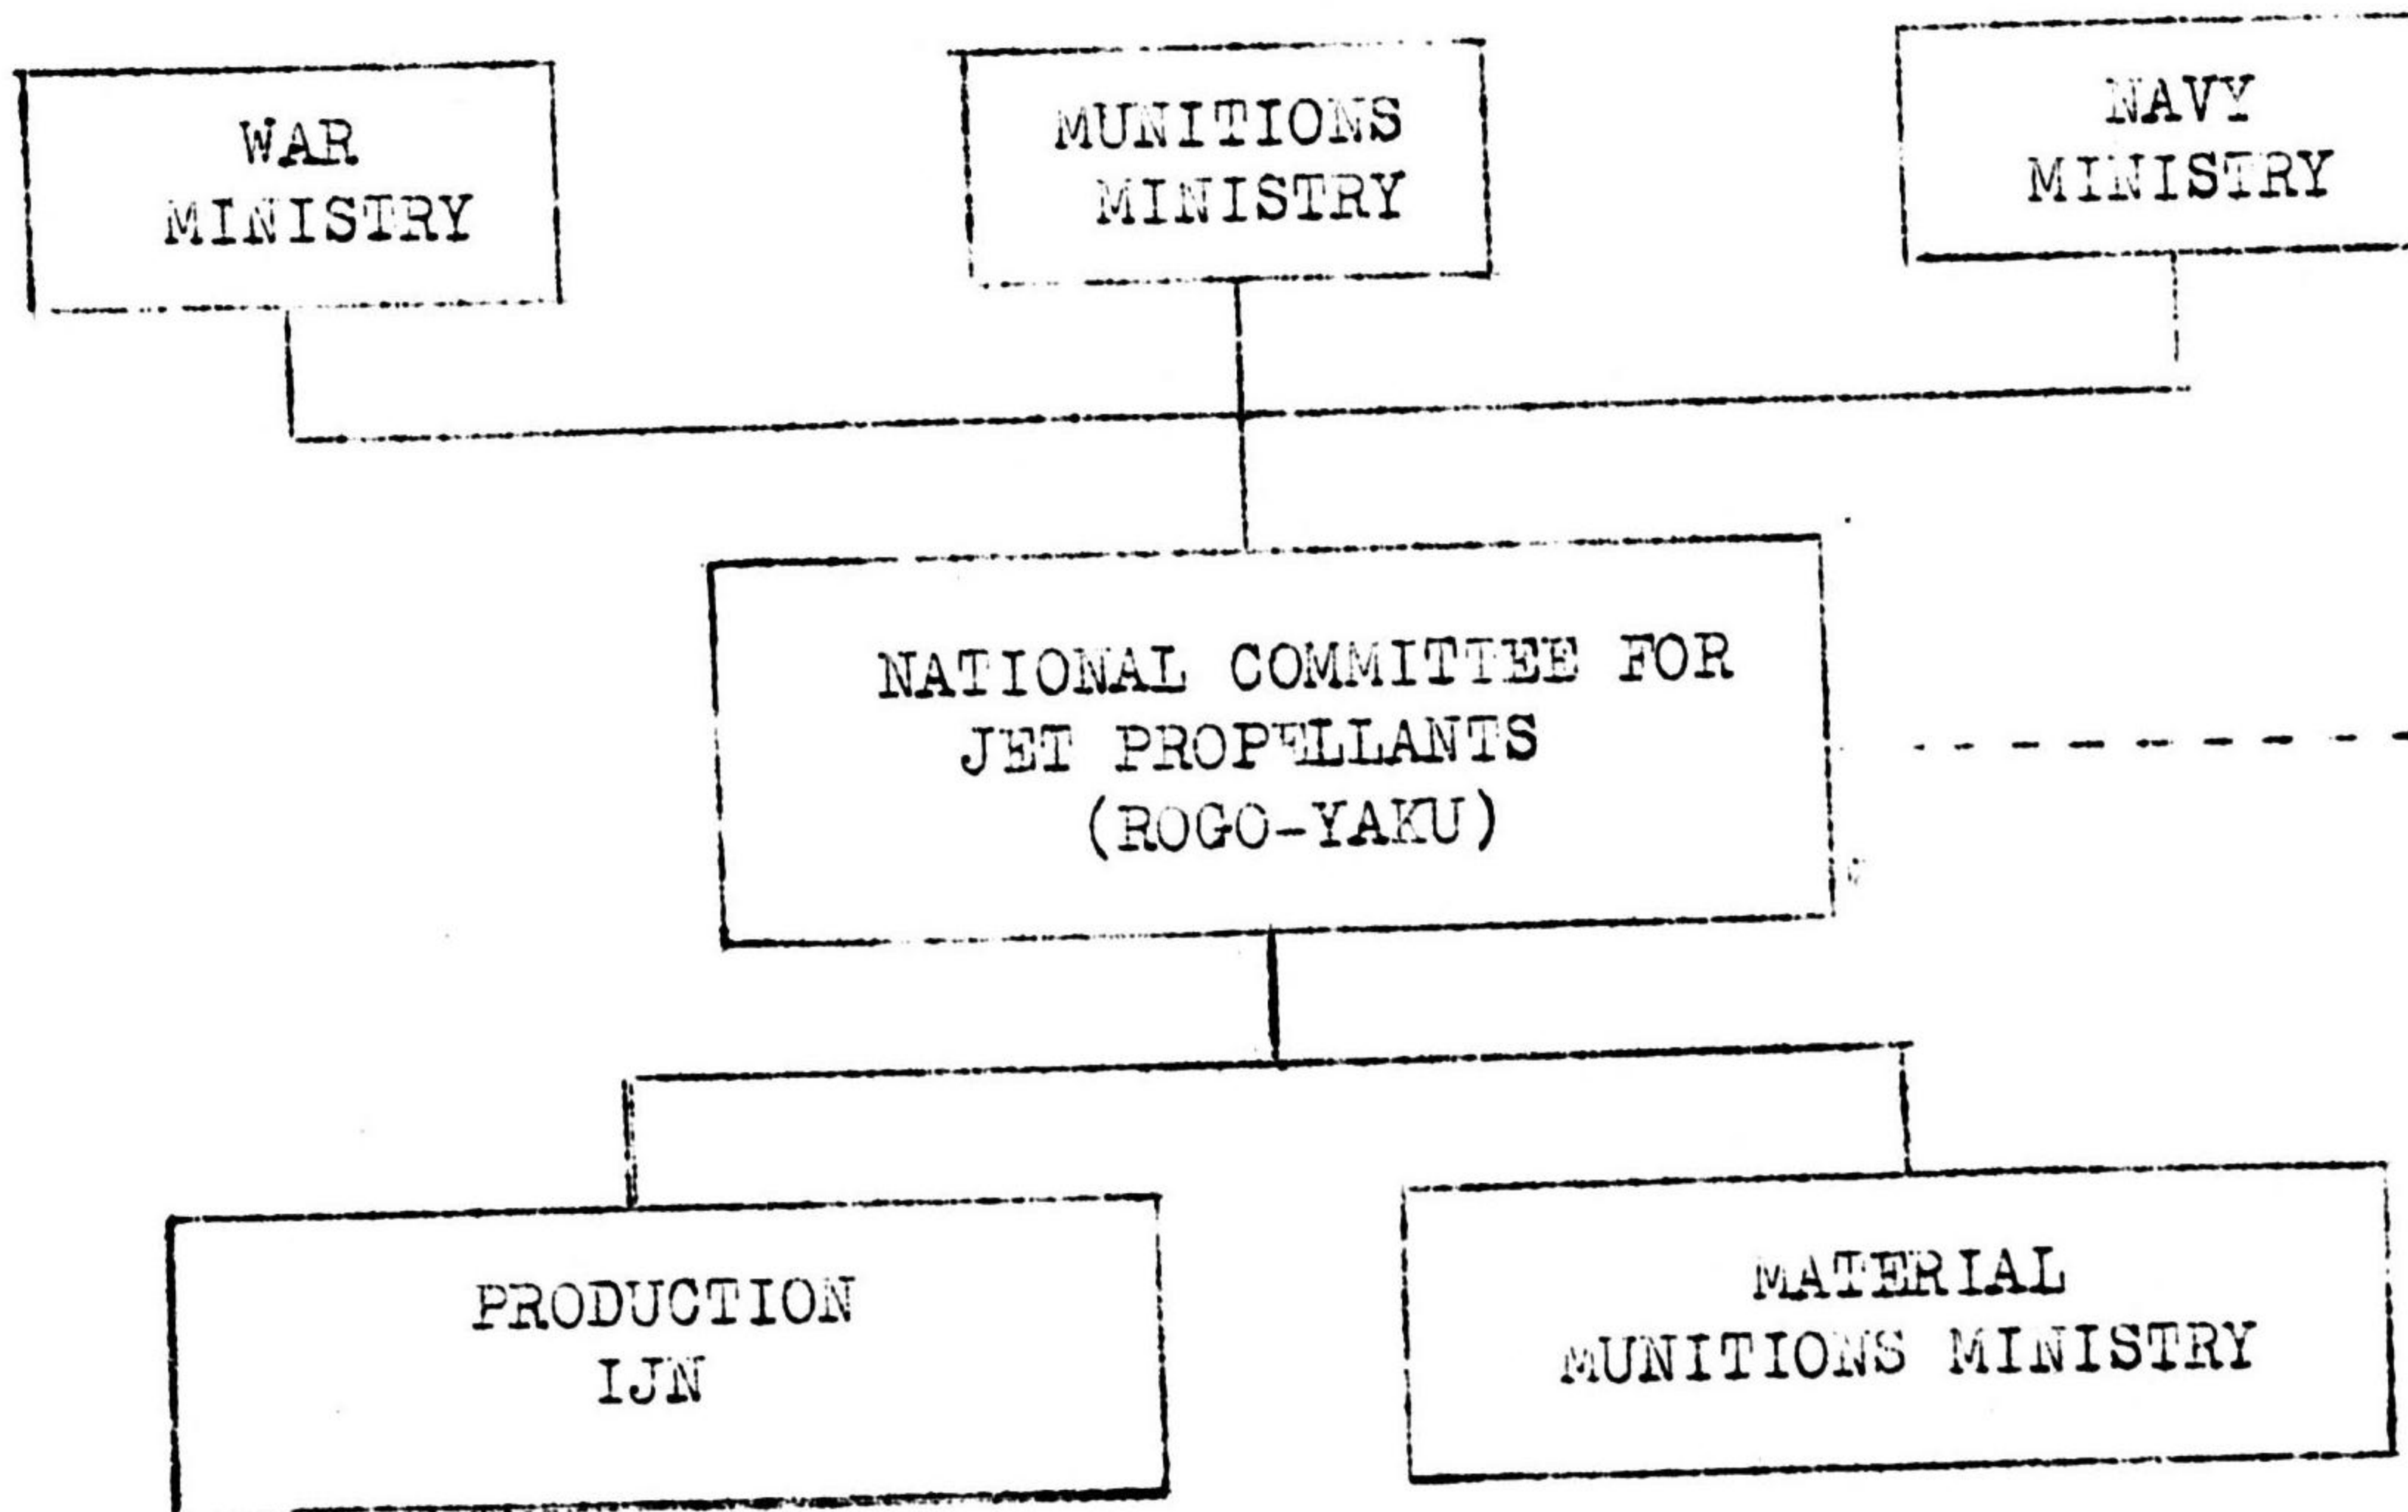 WAR
MINISTRY
MUNITIONS
MINISTRY
NAVY
MINISTRY
NATIONAL COMMITTEE FOR
JET PROPELLANTS
(ROGO-YAKU)
PRODUCTION
IJN
MATERIAL
MUNITIONS MINISTRY